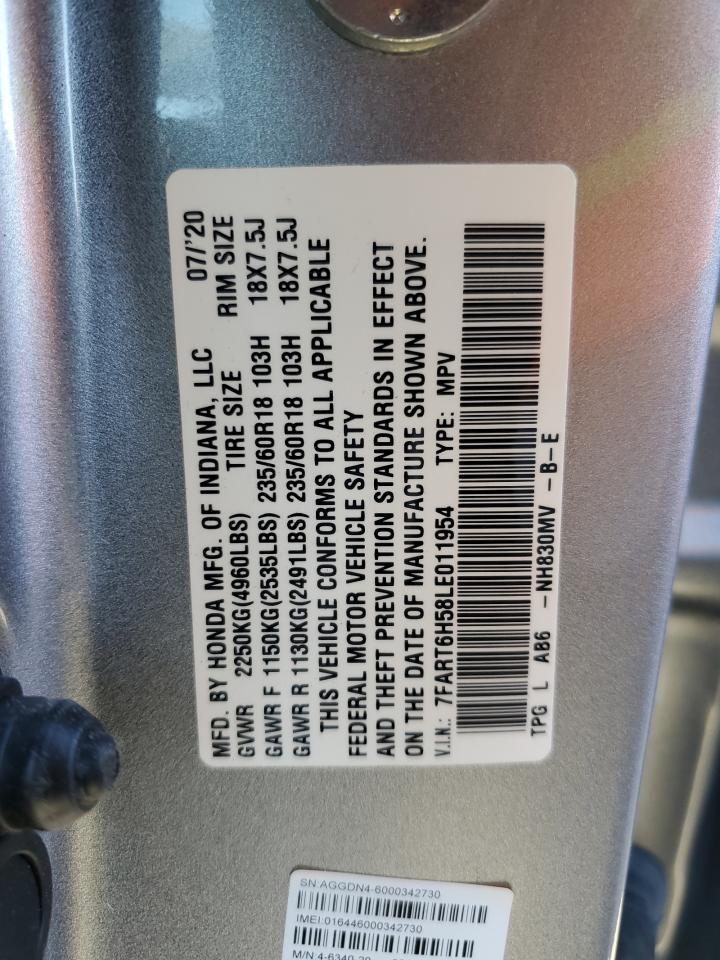 MFD. BY HONDA MFG. OF INDIANA, LLC 07/'20
GVWR 2250KG(4960LBS) TIRE SIZE RIM SIZE
GAWR F 1150KG(2535LBS) 235/60R18 103H 18X7.5J
GAWR R 1130KG(2491LBS) 235/60R18 103H 18X7.5J
THIS VEHICLE CONFORMS TO ALL APPLICABLE
FEDERAL MOTOR VEHICLE SAFETY
AND THEFT PREVENTION STANDARDS IN EFFECT
ON THE DATE OF MANUFACTURE SHOWN ABOVE.
V.I.N.: 7FART6H58LE011954 TYPE: MPV
TPG L AB6 -NH830MV -B-E
SN:AGGDN4-6000342730
IMEI:016446000342730